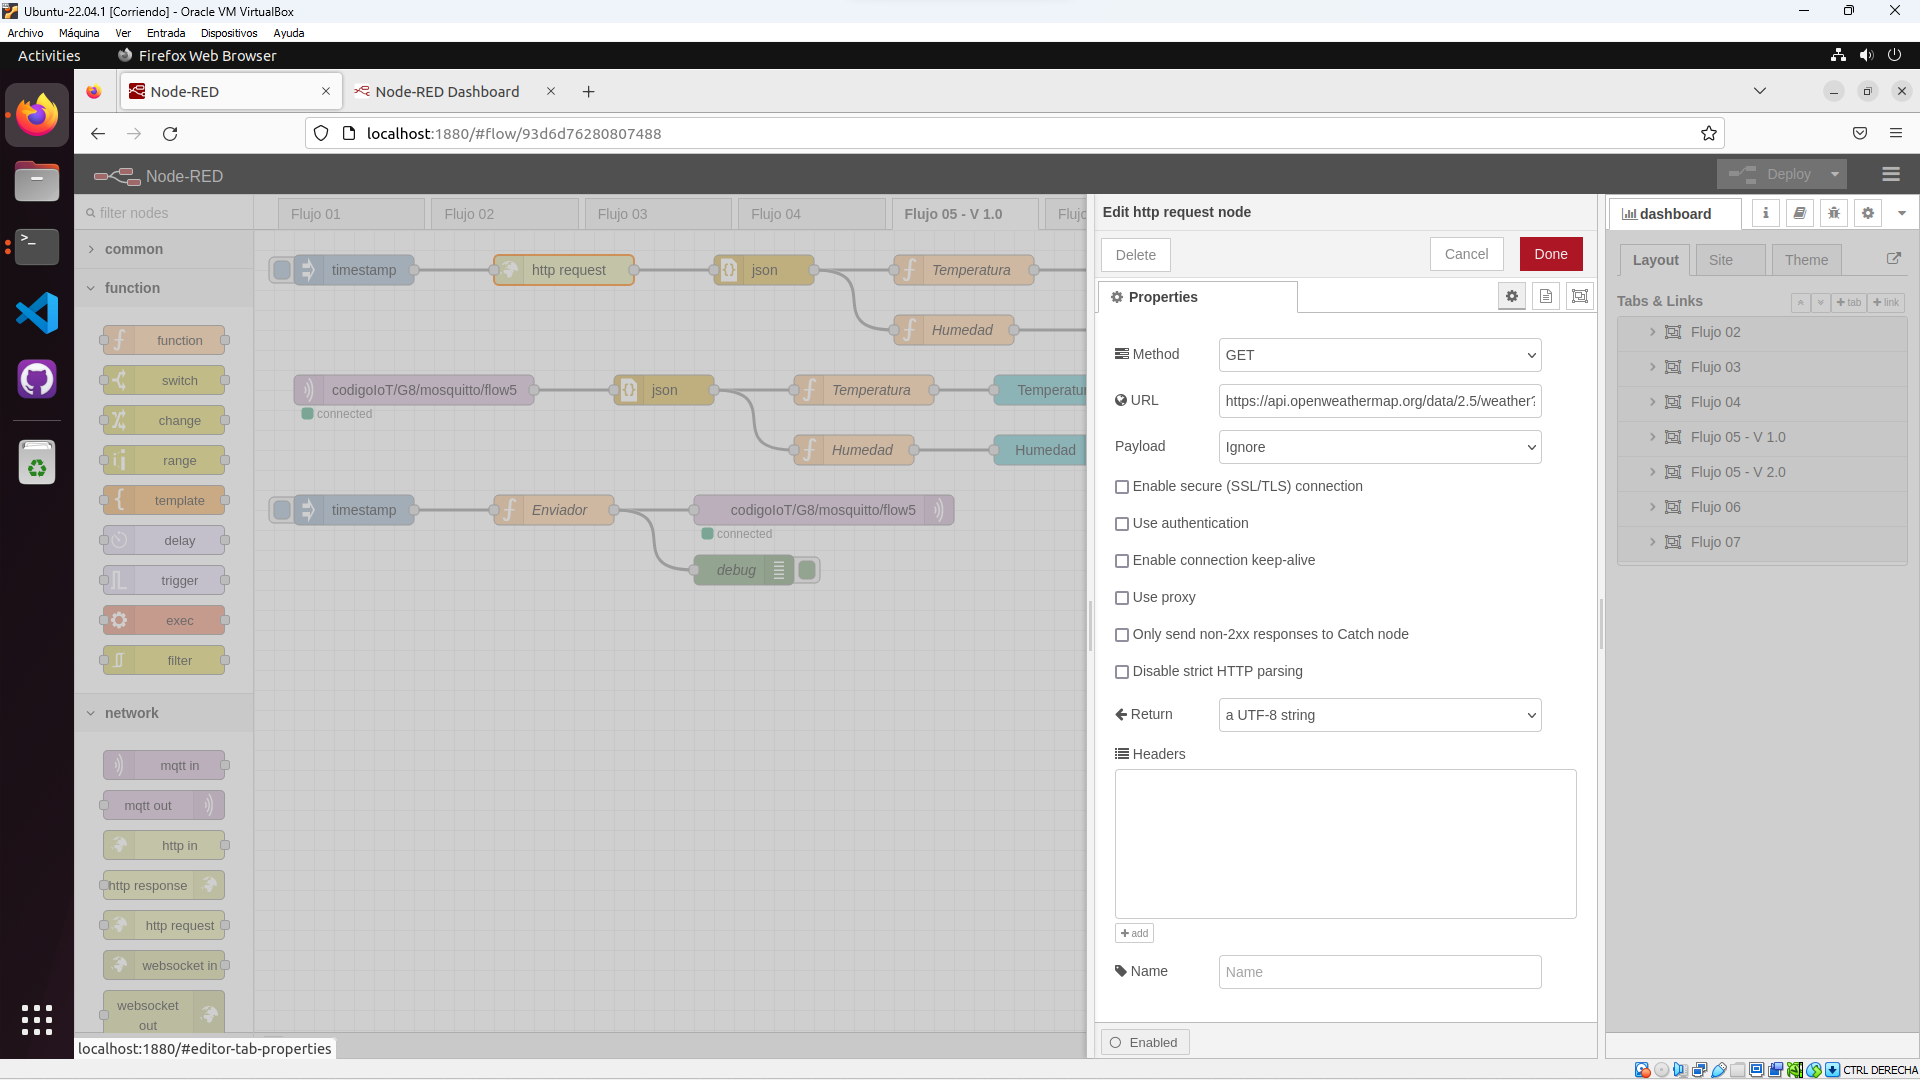 Ubuntu-22.04.1 [Corriendo] - Oracle VM VirtualBox
Archivo Máquina Ver Entrada Dispositivos Ayuda
Activities Firefox Web Browser
Node-RED Node-RED Dashboard
localhost:1880/#flow/93d6d76280807488
Node-RED Deploy
filter nodes
common
function
function
switch
change
range
template
delay
trigger
exec
filter
network
mqtt in
mqtt out
http in
http response
http request
websocket in
websocket
out
localhost:1880/#editor-tab-properties
Flujo 01 Flujo 02 Flujo 03 Flujo 04 Flujo 05 - V 1.0
timestamp http request json Temperatura
Humedad
codigoIoT/G8/mosquitto/flow5 json Temperatura
connected
Humedad Humedad
timestamp Enviador codigoIoT/G8/mosquitto/flow5
connected
debug
Edit http request node
Delete Cancel Done
Properties
Method GET
URL https://api.openweathermap.org/data/2.5/weather?
Payload Ignore
Enable secure (SSL/TLS) connection
Use authentication
Enable connection keep-alive
Use proxy
Only send non-2xx responses to Catch node
Disable strict HTTP parsing
Return a UTF-8 string
Headers
+ add
Name Name
Enabled
dashboard i
Layout Site Theme
Tabs & Links + tab + link
Flujo 02
Flujo 03
Flujo 04
Flujo 05 - V 1.0
Flujo 05 - V 2.0
Flujo 06
Flujo 07
CTRL DERECHA